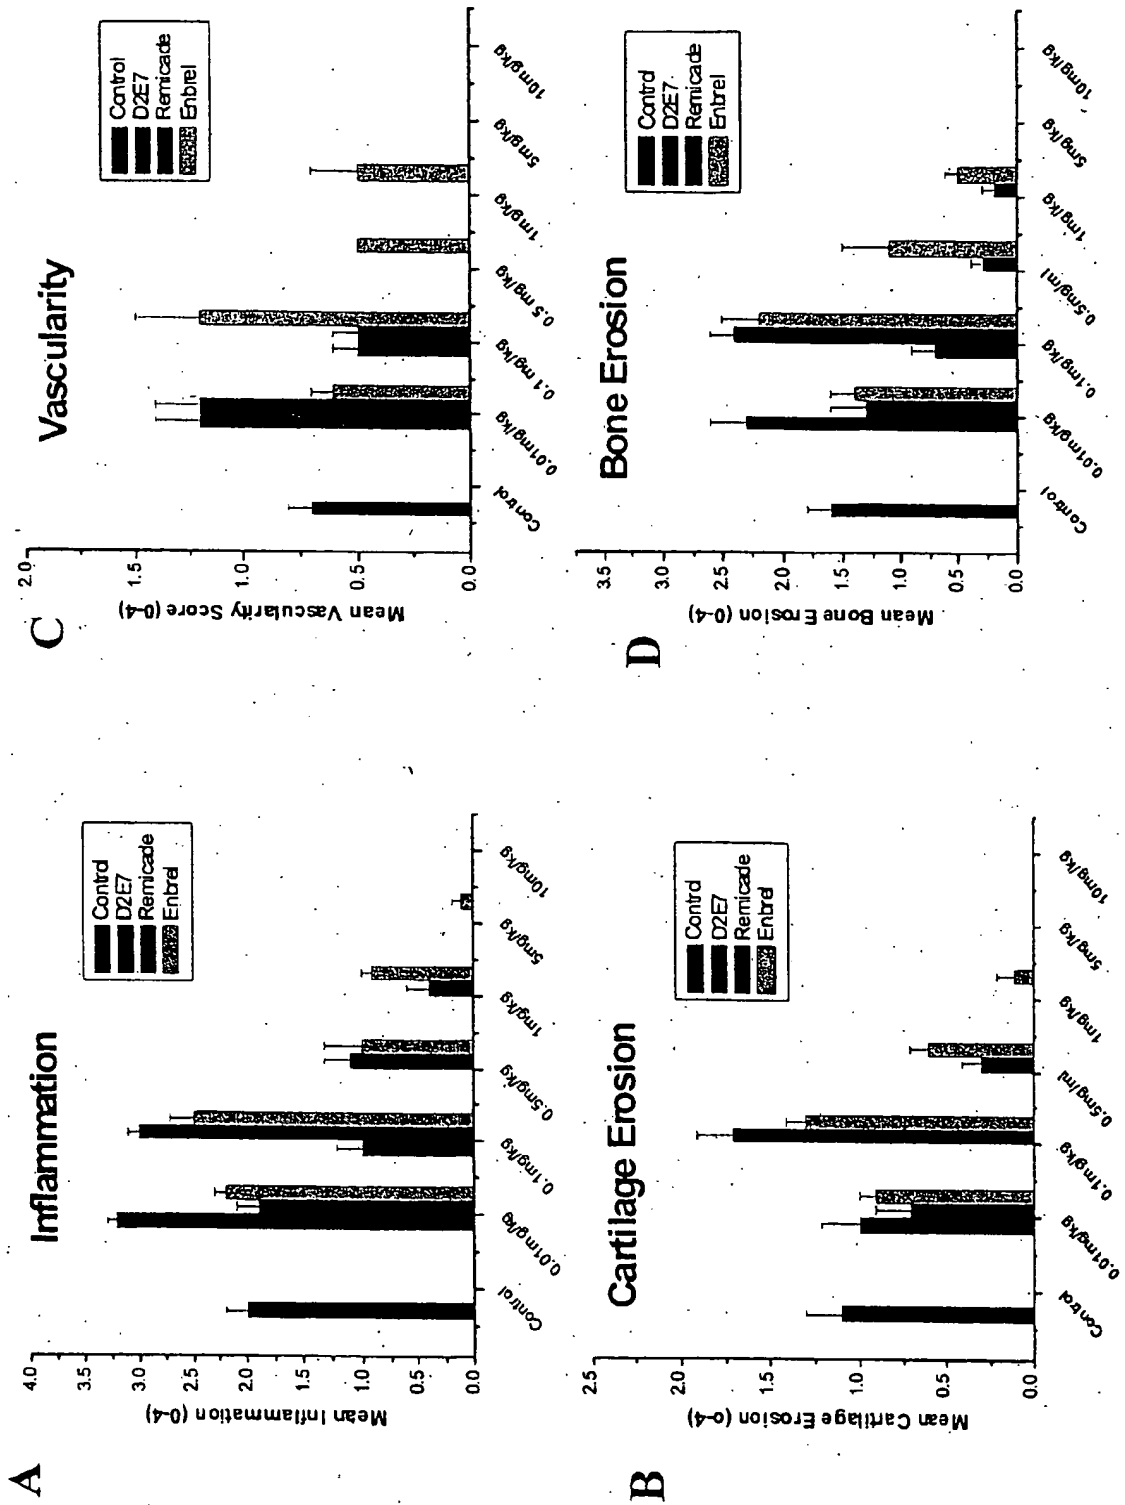 A
Inflammation
Mean Inflammation (0-4)
4.0
3.5
3.0
2.5
2.0
1.5
1.0
0.5
0.0
Control
D2E7
Remicade
Enbrel
Control
0.01mg/kg
0.1mg/kg
0.5mg/kg
1mg/kg
5mg/kg
10mg/kg
C
Vascularity
Mean Vascularity Score (0-4)
2.0
1.5
1.0
0.5
0.0
Control
D2E7
Remicade
Enbrel
Control
0.01mg/kg
0.1 mg/kg
0.5 mg/kg
1mg/kg
5mg/kg
10mg/kg
B
Cartilage Erosion
Mean Cartilage Erosion (o-4)
2.5
2.0
1.5
1.0
0.5
0.0
Control
D2E7
Remicade
Enbrel
Control
0.01mg/kg
0.1mg/kg
0.5mg/ml
1mg/kg
5mg/kg
10mg/kg
D
Bone Erosion
Mean Bone Erosion (0-4)
3.5
3.0
2.5
2.0
1.5
1.0
0.5
0.0
Control
D2E7
Remicade
Enbrel
Control
0.01mg/kg
0.1mg/kg
0.5mg/ml
1mg/kg
5mg/kg
10mg/kg